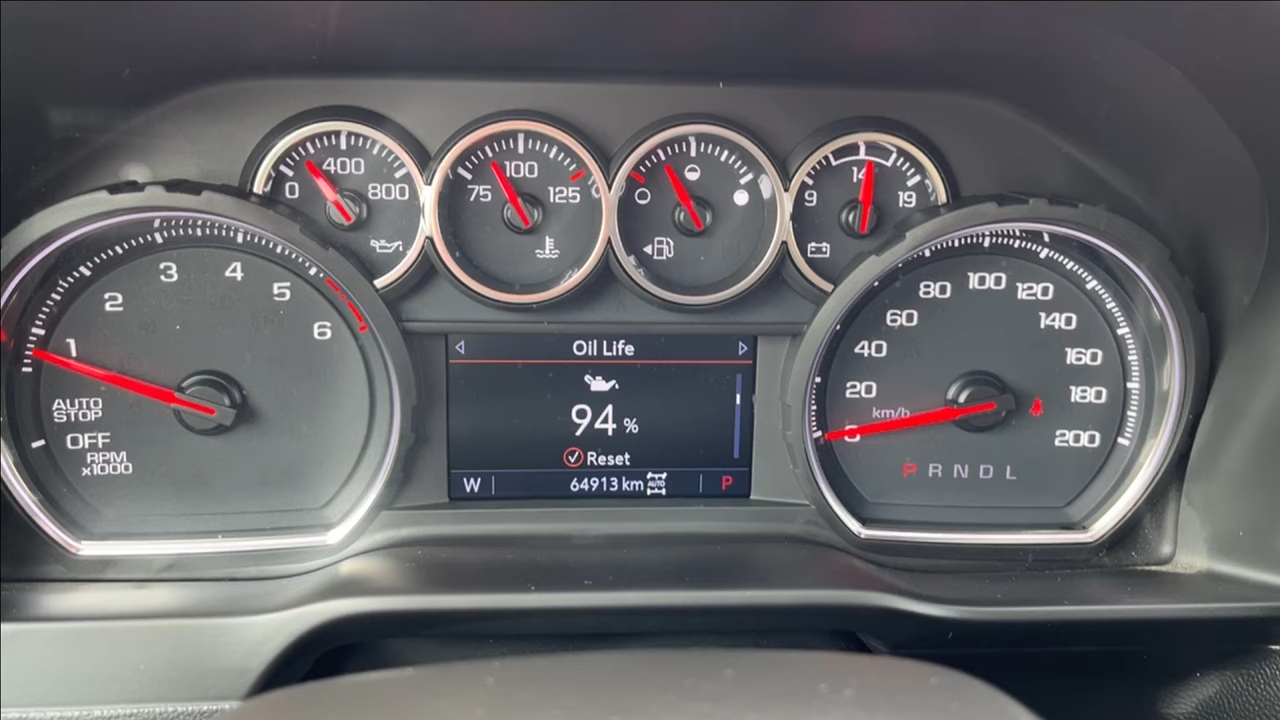 0 400 800
75 100 125
9 14 19
1 2 3 4 5 6
AUTO
STOP
OFF
RPM
x1000
Oil Life
94 %
Reset
W 64913 km AUTO P
0 20 40 60 80 100 120 140 160 180 200
km/h
P R N D L